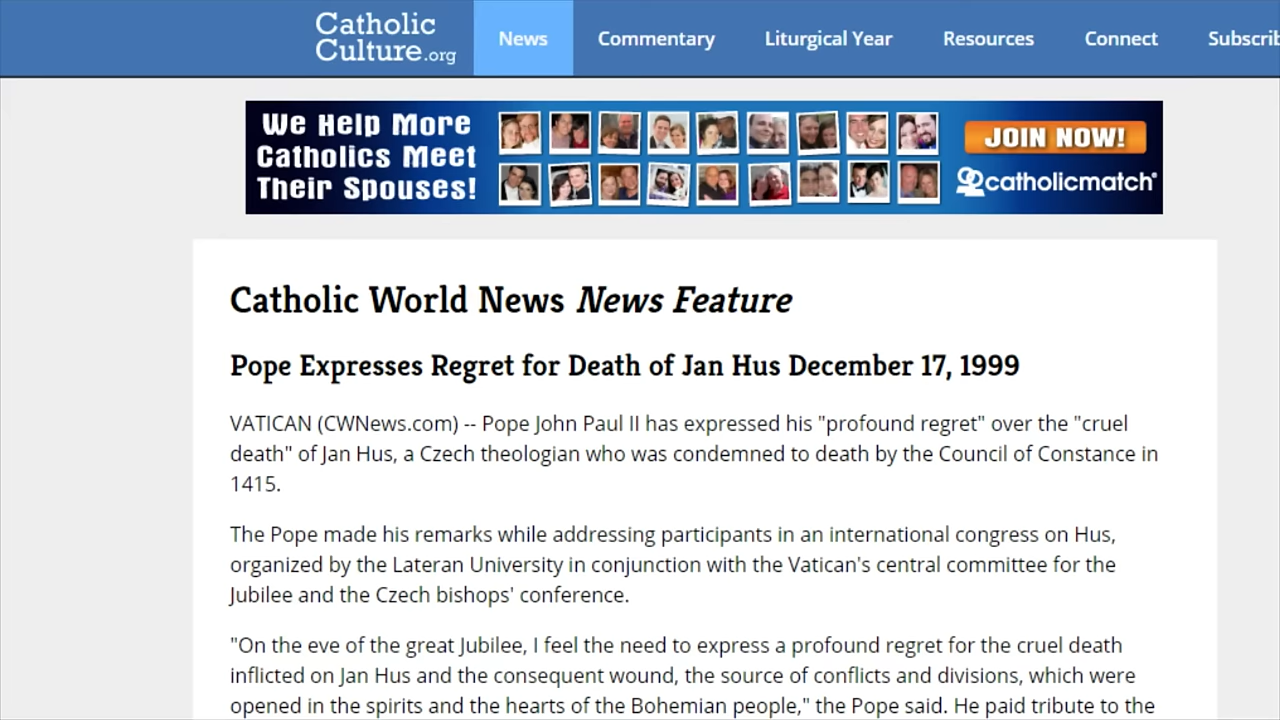 Catholic
Culture.org
News
Commentary
Liturgical Year
Resources
Connect
Subscrib
We Help More
Catholics Meet
Their Spouses!
JOIN NOW!
catholicmatch®
Catholic World News News Feature
Pope Expresses Regret for Death of Jan Hus December 17, 1999
VATICAN (CWNews.com) -- Pope John Paul II has expressed his "profound regret" over the "cruel
death" of Jan Hus, a Czech theologian who was condemned to death by the Council of Constance in
1415.
The Pope made his remarks while addressing participants in an international congress on Hus,
organized by the Lateran University in conjunction with the Vatican's central committee for the
Jubilee and the Czech bishops' conference.
"On the eve of the great Jubilee, I feel the need to express a profound regret for the cruel death
inflicted on Jan Hus and the consequent wound, the source of conflicts and divisions, which were
opened in the spirits and the hearts of the Bohemian people," the Pope said. He paid tribute to the